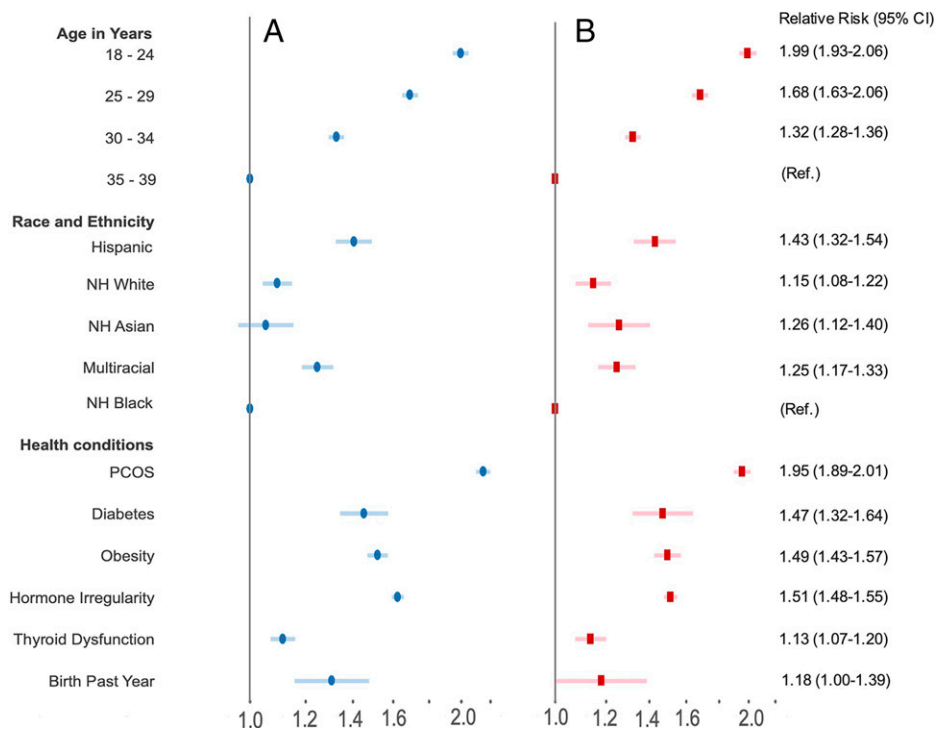 A B Relative Risk (95% CI)
Age in Years
18 - 24 1.99 (1.93-2.06)
25 - 29 1.68 (1.63-2.06)
30 - 34 1.32 (1.28-1.36)
35 - 39 (Ref.)
Race and Ethnicity
Hispanic 1.43 (1.32-1.54)
NH White 1.15 (1.08-1.22)
NH Asian 1.26 (1.12-1.40)
Multiracial 1.25 (1.17-1.33)
NH Black (Ref.)
Health conditions
PCOS 1.95 (1.89-2.01)
Diabetes 1.47 (1.32-1.64)
Obesity 1.49 (1.43-1.57)
Hormone Irregularity 1.51 (1.48-1.55)
Thyroid Dysfunction 1.13 (1.07-1.20)
Birth Past Year 1.18 (1.00-1.39)
1.0 1.2 1.4 1.6 2.0 1.0 1.2 1.4 1.6 2.0